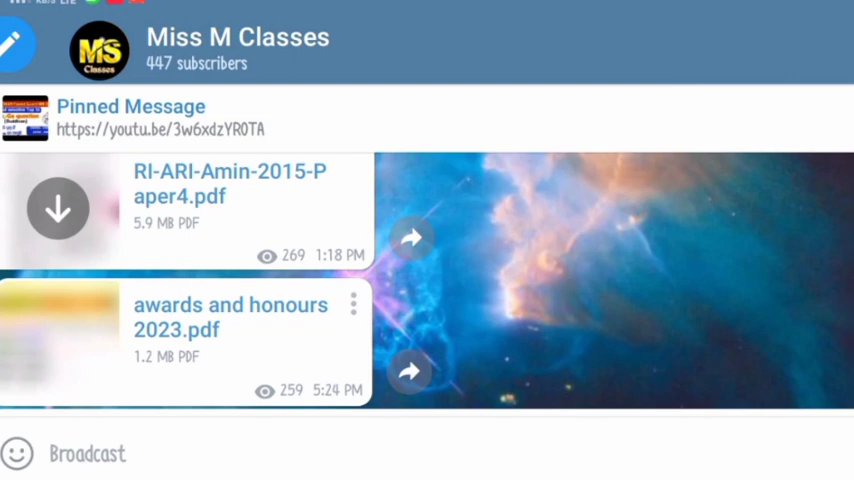 Miss M Classes
MS
Classes
447 subscribers
Pinned Message
https://youtu.be/3w6xdzYR0TA
RI-ARI-Amin-2015-P
aper4.pdf
5.9 MB PDF
269 1:18 PM
awards and honours
2023.pdf
1.2 MB PDF
259 5:24 PM
Broadcast